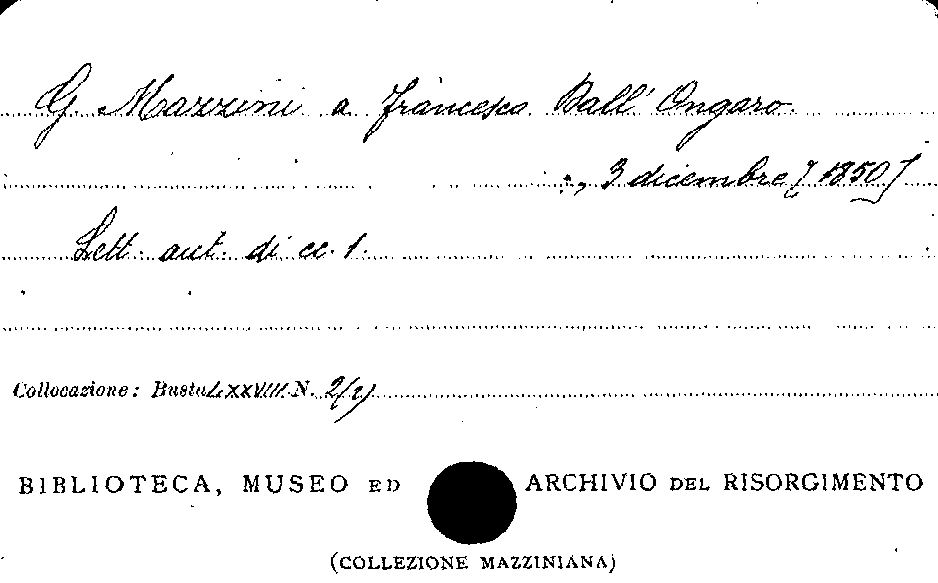 G. Mazzini a Francesco Dall' Ongaro.
., 3 dicembre [1850]
Lett. aut. di cc. 1.
Collocazione: Busta LXXVIII N. 2(2)
BIBLIOTECA, MUSEO ED ARCHIVIO DEL RISORGIMENTO
(COLLEZIONE MAZZINIANA)